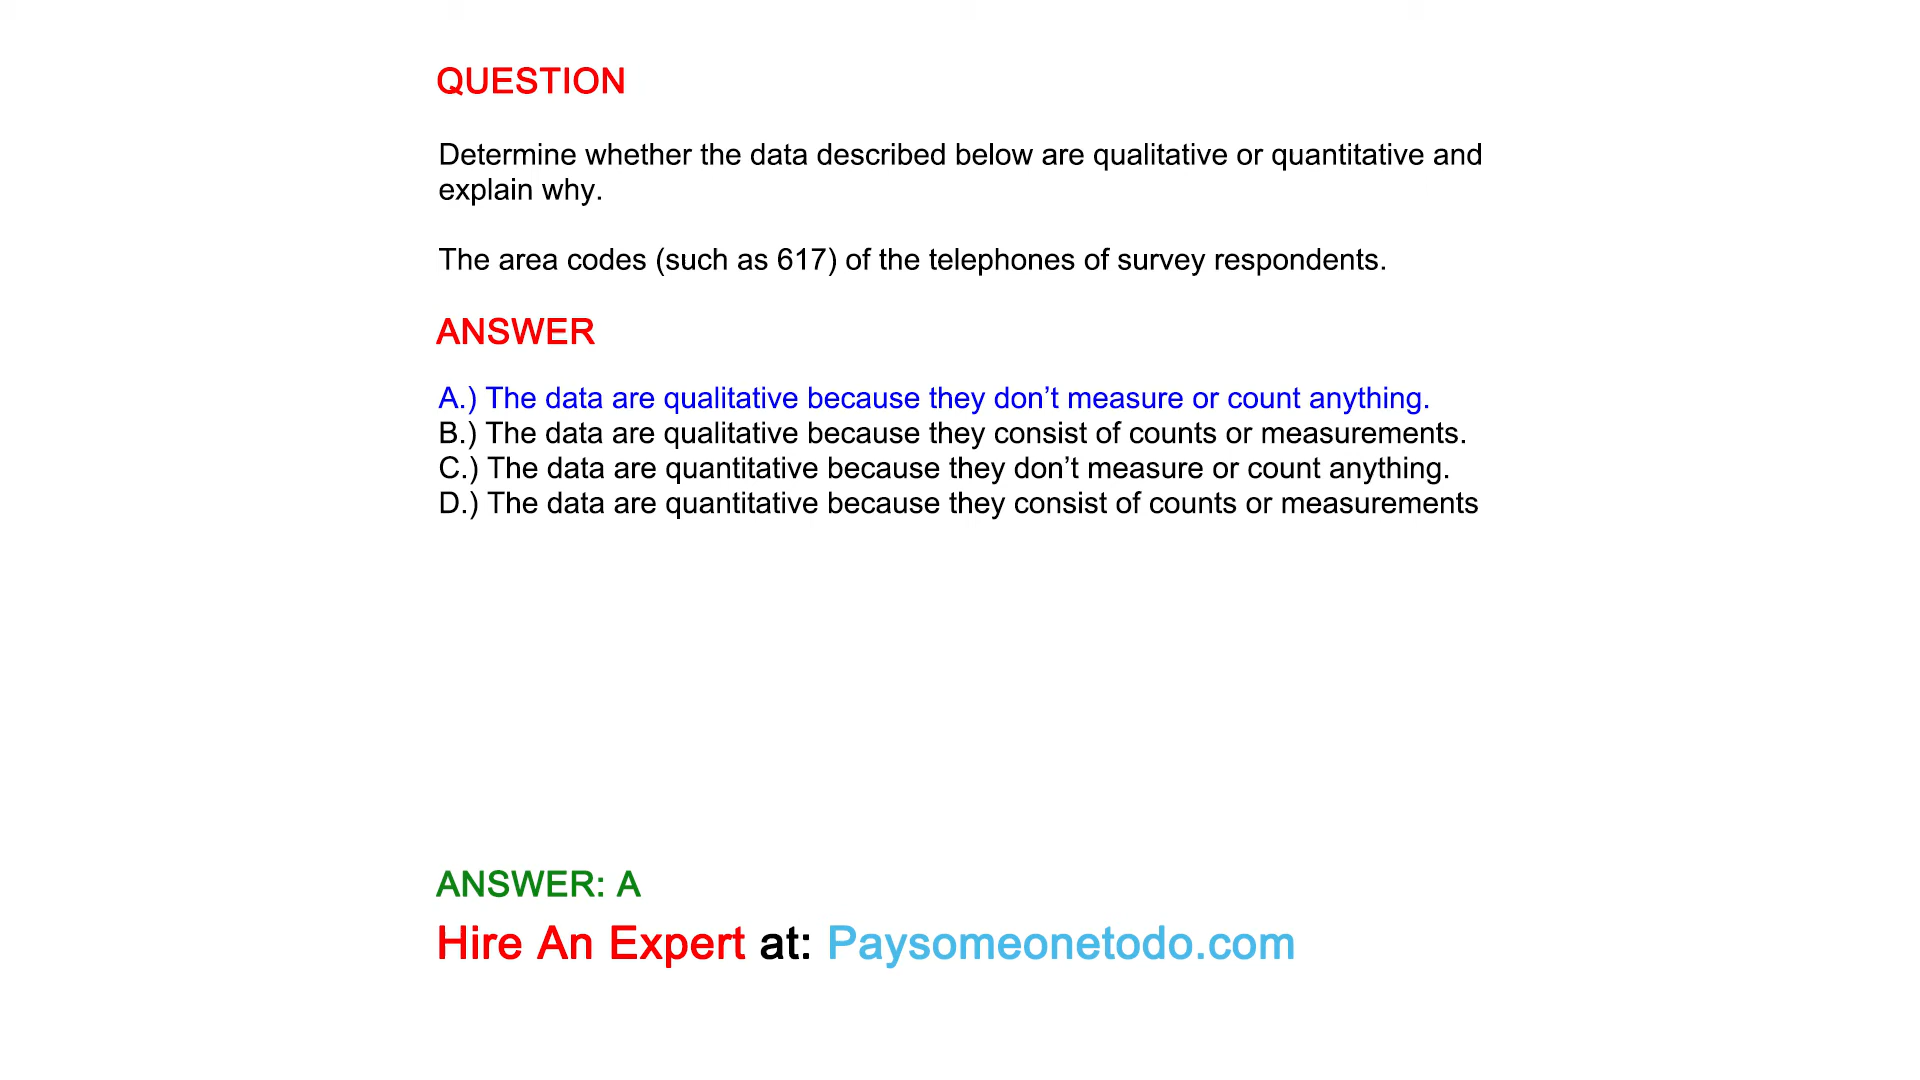 QUESTION
Determine whether the data described below are qualitative or quantitative and
explain why.
The area codes (such as 617) of the telephones of survey respondents.
ANSWER
A.) The data are qualitative because they don’t measure or count anything.
B.) The data are qualitative because they consist of counts or measurements.
C.) The data are quantitative because they don’t measure or count anything.
D.) The data are quantitative because they consist of counts or measurements
ANSWER: A
Hire An Expert at: Paysomeonetodo.com